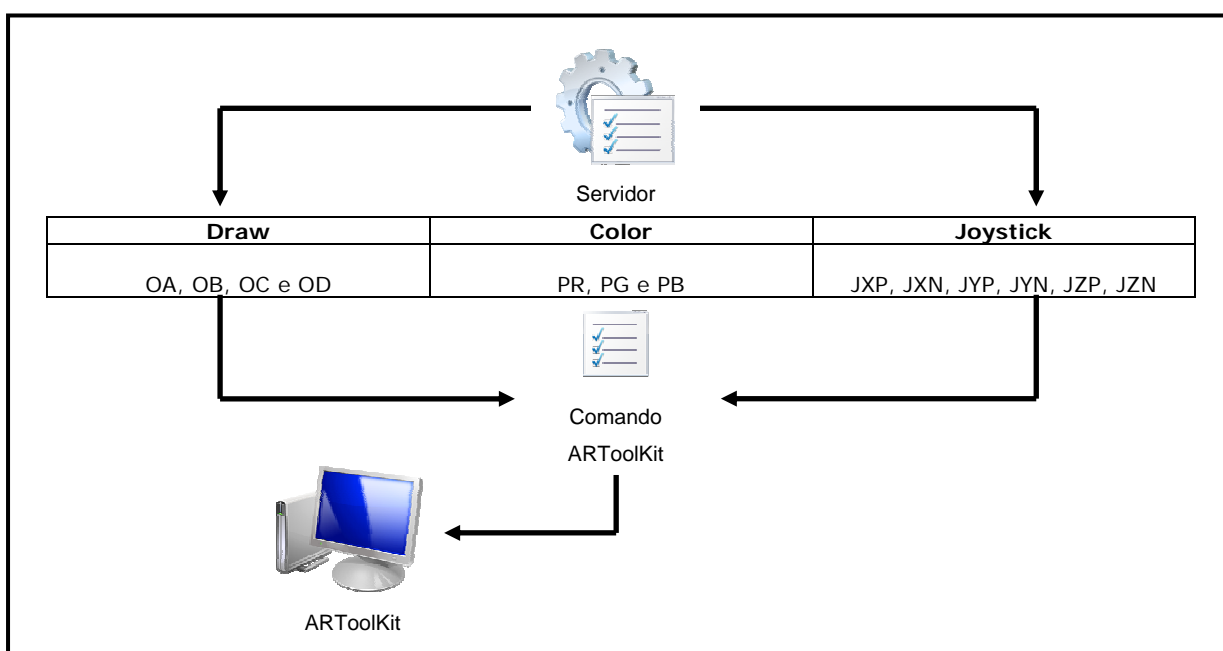 Servidor
Draw Color Joystick
OA, OB, OC e OD PR, PG e PB JXP, JXN, JYP, JYN, JZP, JZN
Comando
ARToolKit
ARToolKit